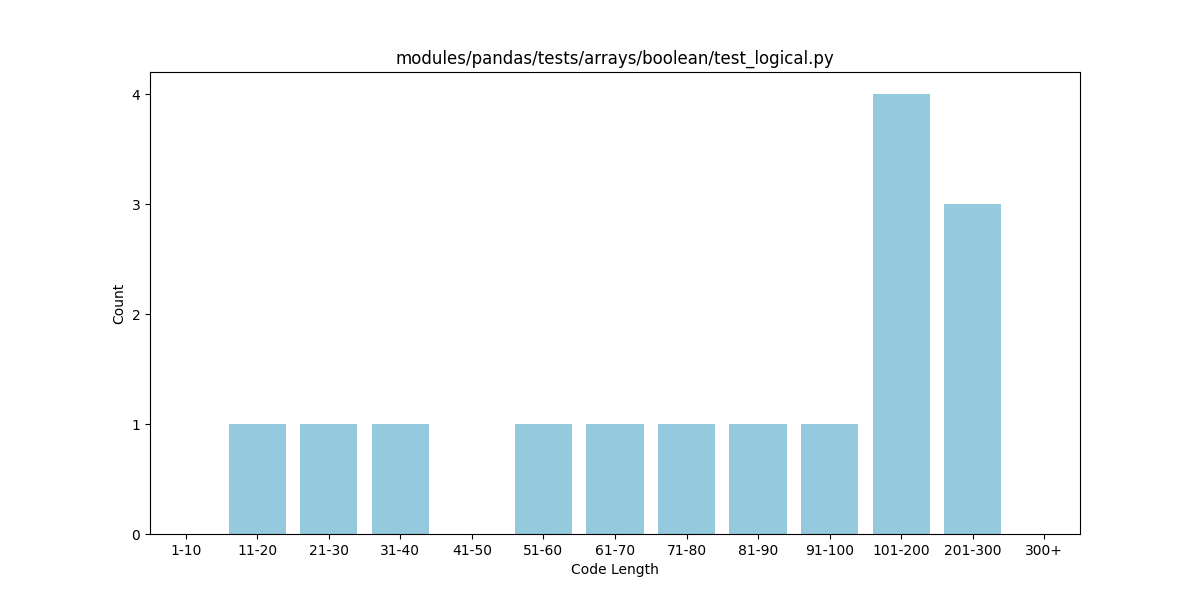 modules/pandas/tests/arrays/boolean/test_logical.py
4
3
2
1
0
Count
1-10 11-20 21-30 31-40 41-50 51-60 61-70 71-80 81-90 91-100 101-200 201-300 300+
Code Length